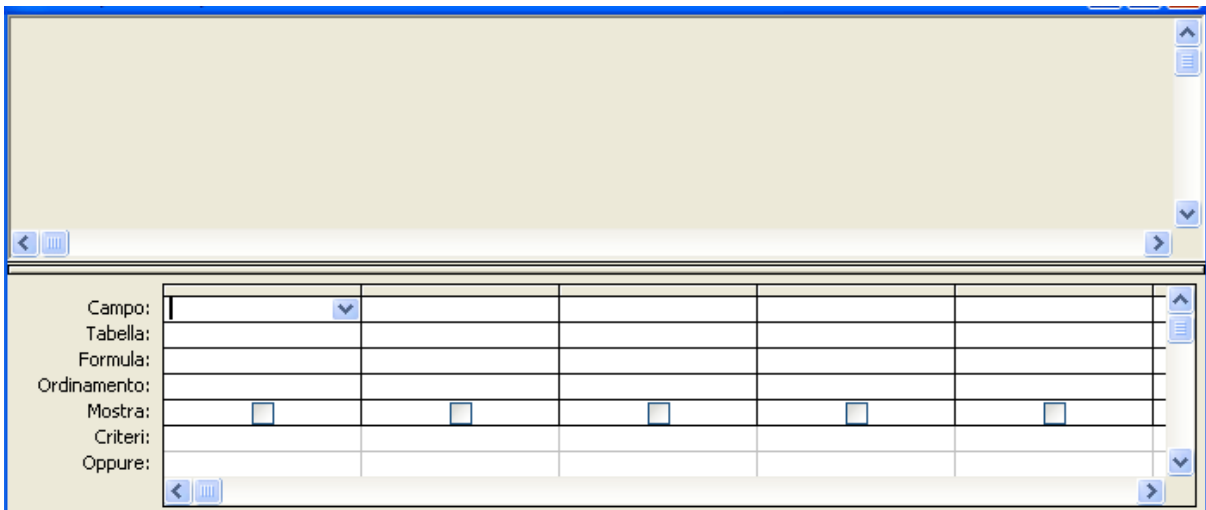 Campo:
Tabella:
Formula:
Ordinamento:
Mostra:
Criteri:
Oppure: